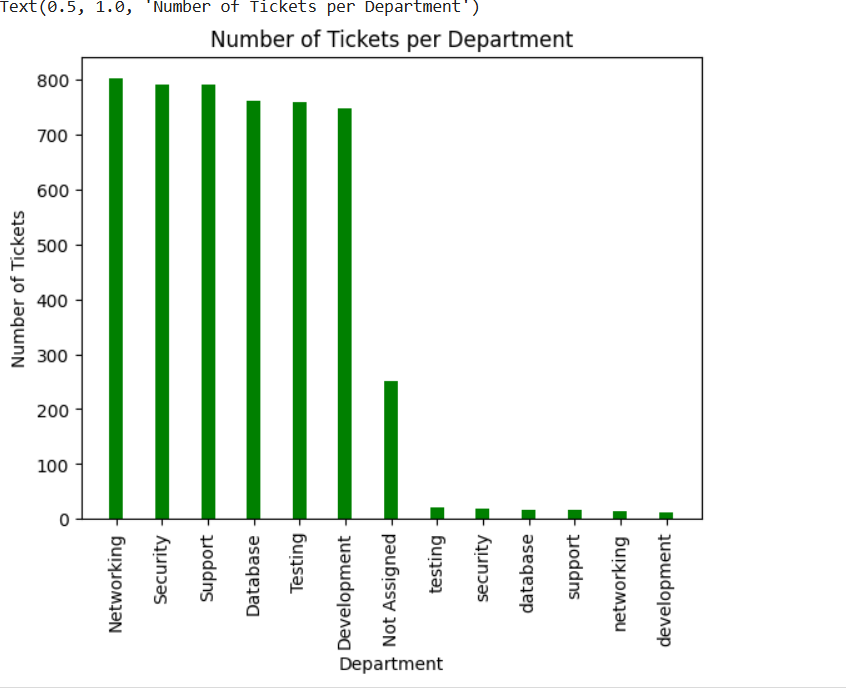 Text(0.5, 1.0, 'Number of Tickets per Department')
Number of Tickets per Department
Number of Tickets
800
700
600
500
400
300
200
100
0
Networking
Security
Support
Database
Testing
Development
Not Assigned
testing
security
database
support
networking
development
Department